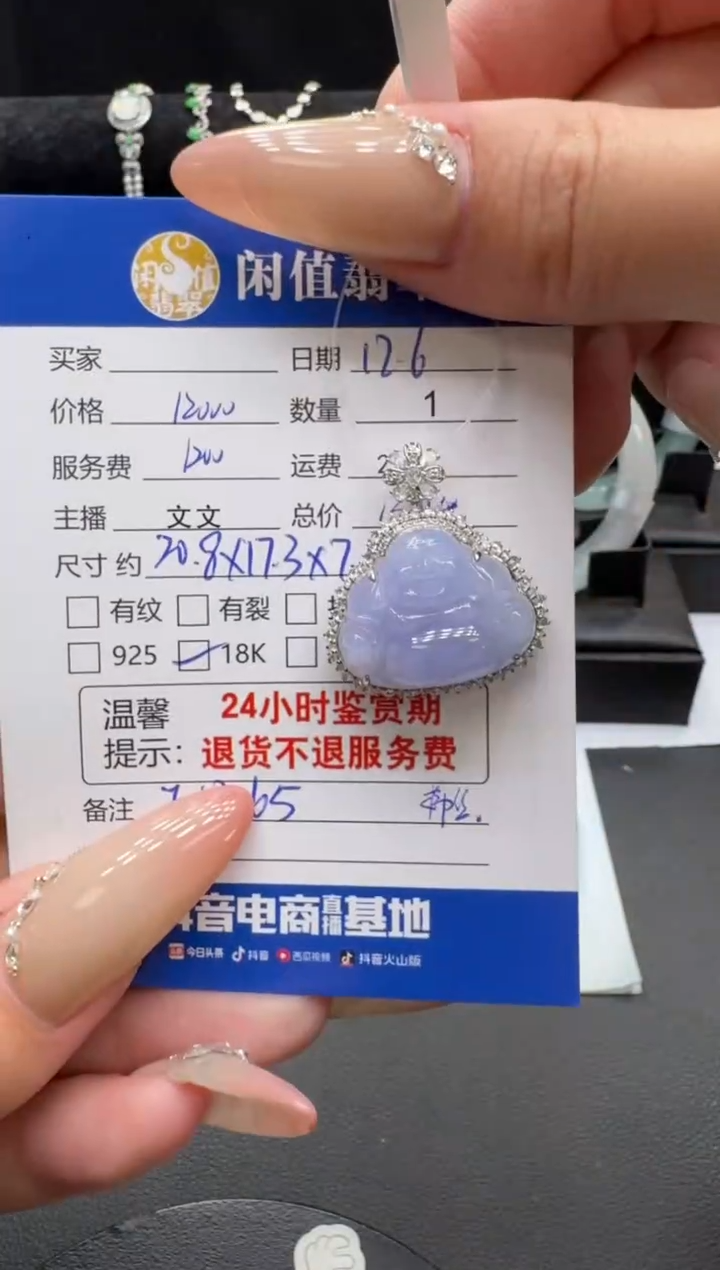 闲值翡
买家 日期 12.6
价格 12000 数量 1
服务费 1200 运费
主播 文文 总价
尺寸 约 20.8X17.3X7
有纹 有裂
925 18K
温馨提示: 24小时鉴赏期
退货不退服务费
备注 65
音电商直播基地
今日头条 抖音 西瓜视频 抖音火山版